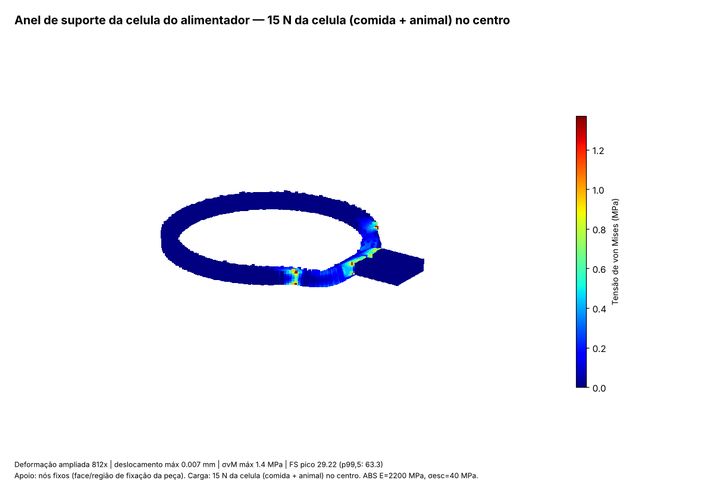 Anel de suporte da celula do alimentador — 15 N da celula (comida + animal) no centro
1.2
1.0
0.8
0.6
0.4
0.2
0.0
Tensão de von Mises (MPa)
Deformação ampliada 812x | deslocamento máx 0.007 mm | σvM máx 1.4 MPa | FS pico 29.22 (p99,5: 63.3)
Apoio: nós fixos (face/região de fixação da peça). Carga: 15 N da celula (comida + animal) no centro. ABS E=2200 MPa, σesc=40 MPa.